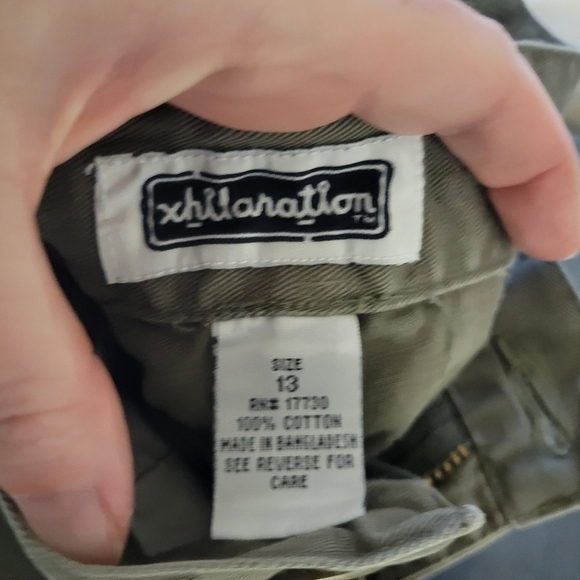 xhilaration
TM
SIZE
13
RN# 17730
100% COTTON
MADE IN BANGLADESH
SEE REVERSE FOR
CARE